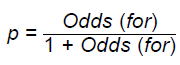 p = Odds (for)
1 + Odds (for)